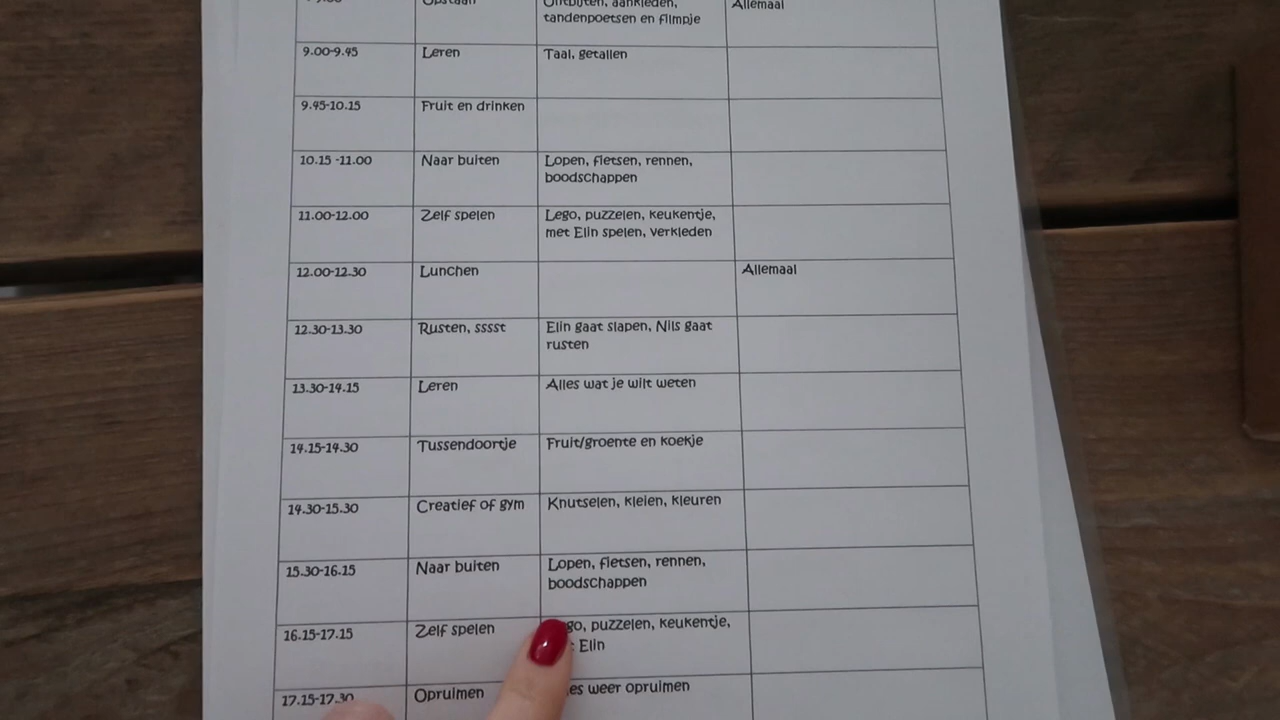 Opstaan
Ontbijten, aankleden,
tandenpoetsen en filmpje
Allemaal
9.00-9.45
Leren
Taal, getallen
9.45-10.15
Fruit en drinken
10.15 -11.00
Naar buiten
Lopen, fietsen, rennen,
boodschappen
11.00-12.00
Zelf spelen
Lego, puzzelen, keukentje,
met Elin spelen, verkleden
12.00-12.30
Lunchen
Allemaal
12.30-13.30
Rusten, sssst
Elin gaat slapen, Nils gaat
rusten
13.30-14.15
Leren
Alles wat je wilt weten
14.15-14.30
Tussendoortje
Fruit/groente en koekje
14.30-15.30
Creatief of gym
Knutselen, kleien, kleuren
15.30-16.15
Naar buiten
Lopen, fietsen, rennen,
boodschappen
16.15-17.15
Zelf spelen
puzzelen, keukentje,
Elin
17.15-17.30
Opruimen
weer opruimen